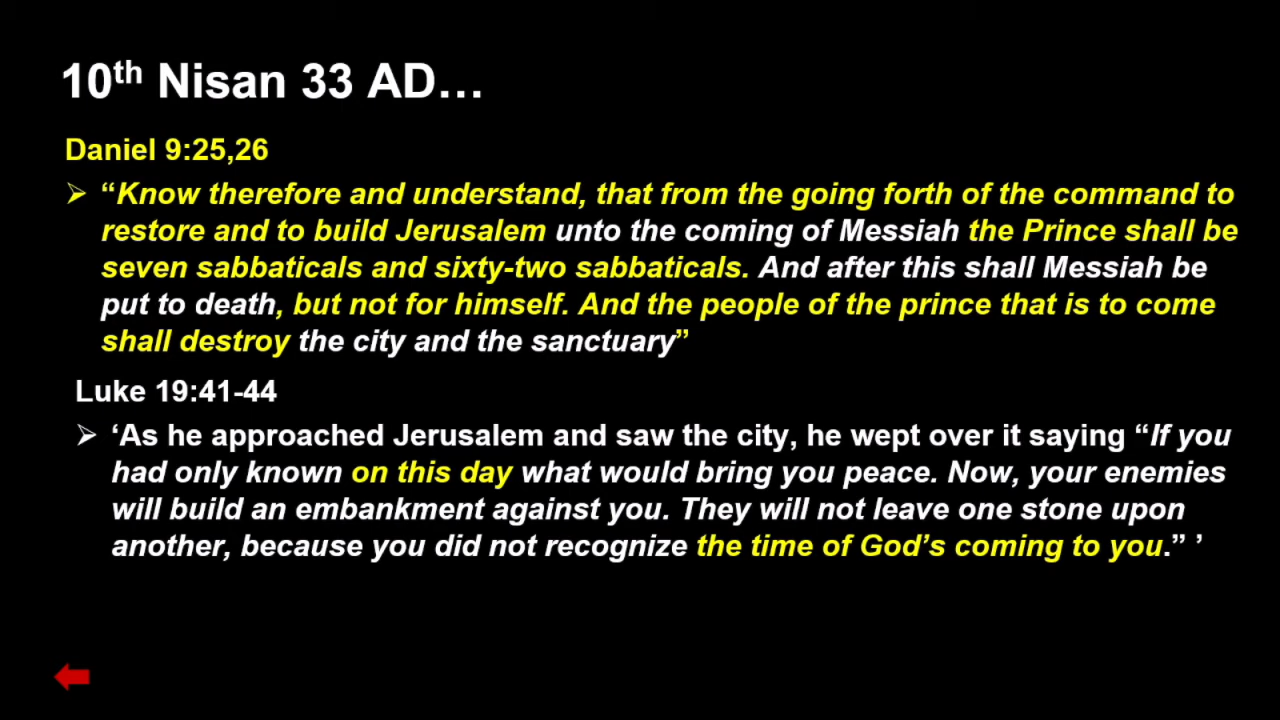 10th Nisan 33 AD…
Daniel 9:25,26
“Know therefore and understand, that from the going forth of the command to
restore and to build Jerusalem unto the coming of Messiah the Prince shall be
seven sabbaticals and sixty-two sabbaticals. And after this shall Messiah be
put to death, but not for himself. And the people of the prince that is to come
shall destroy the city and the sanctuary”
Luke 19:41-44
‘As he approached Jerusalem and saw the city, he wept over it saying “If you
had only known on this day what would bring you peace. Now, your enemies
will build an embankment against you. They will not leave one stone upon
another, because you did not recognize the time of God’s coming to you.” ’